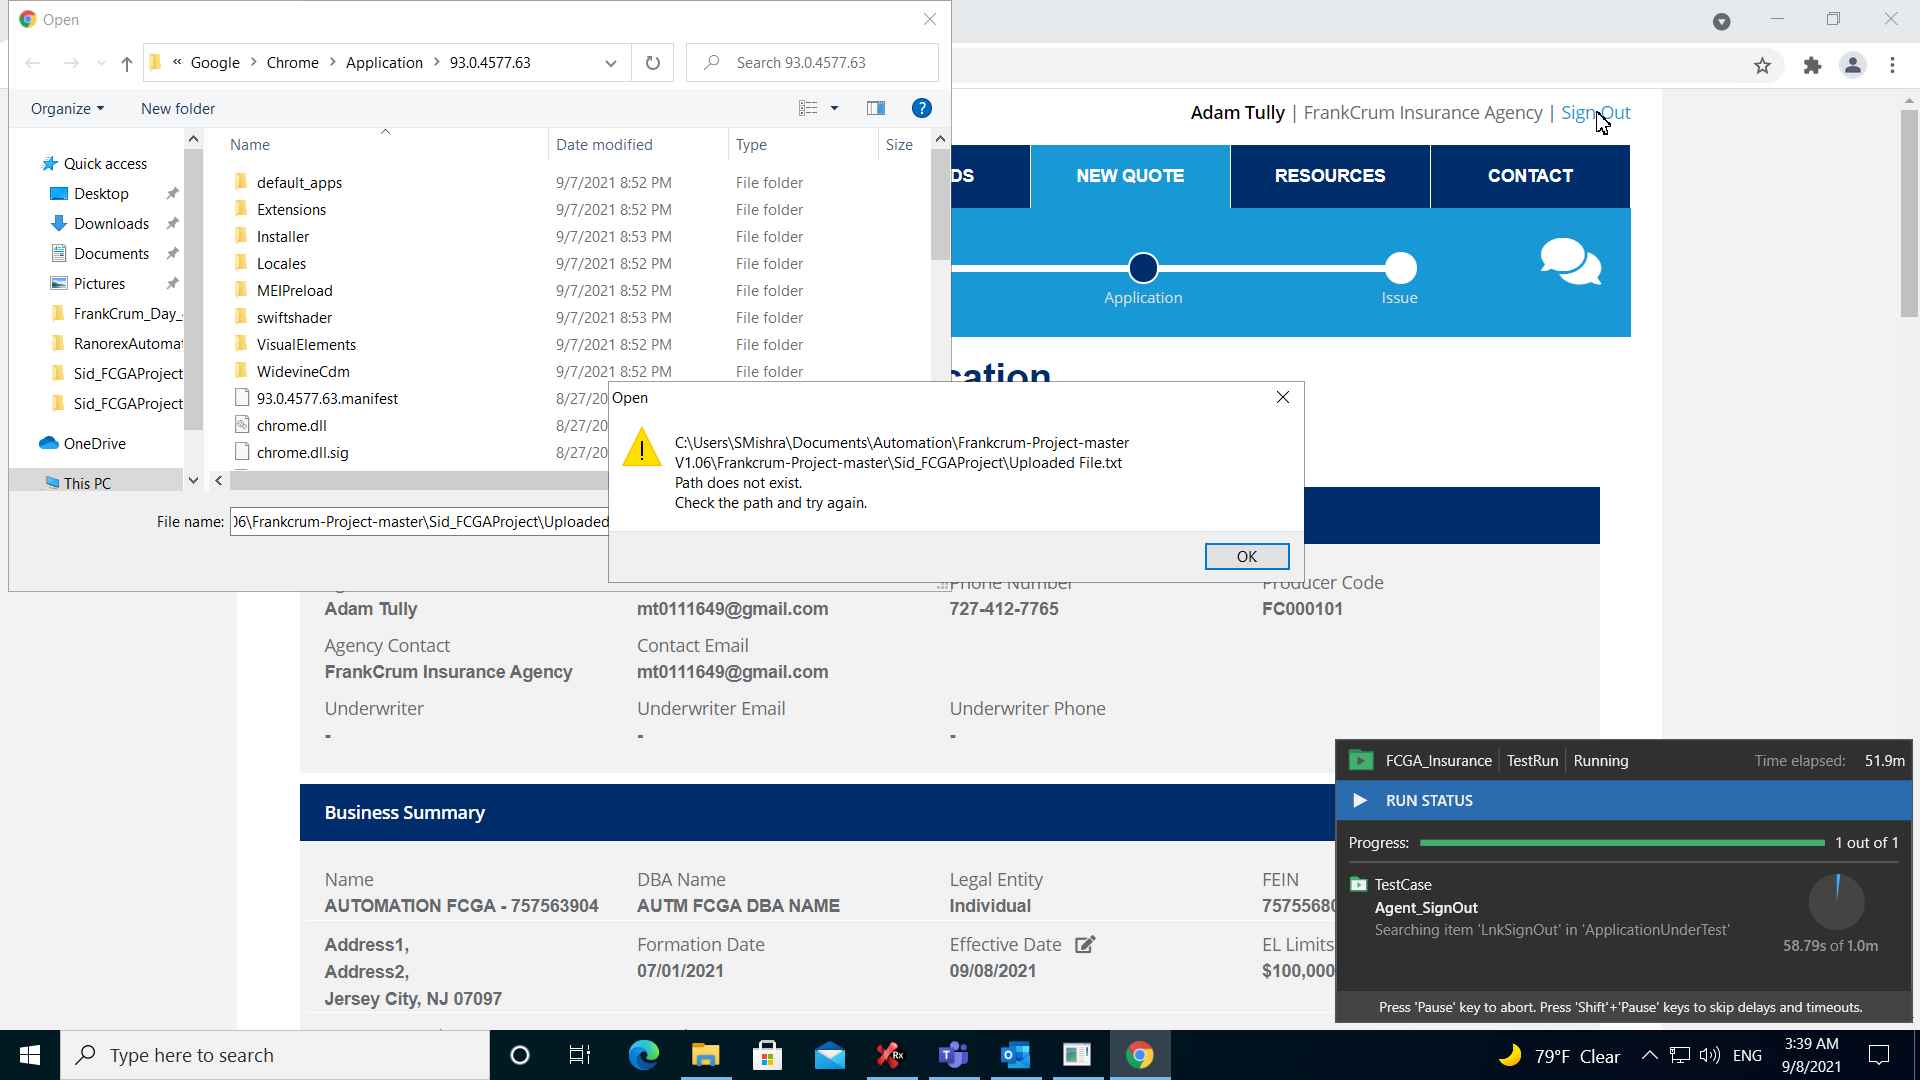 Open
Google
Chrome
Application
93.0.4577.63
Search 93.0.4577.63
Organize
New folder
Name
Date modified
Type
Size
Quick access
Desktop
Downloads
Documents
Pictures
FrankCrum_Day_
RanorexAutomat
Sid_FCGAProject
Sid_FCGAProject
OneDrive
This PC
default_apps 9/7/2021 8:52 PM File folder
Extensions 9/7/2021 8:52 PM File folder
Installer 9/7/2021 8:53 PM File folder
Locales 9/7/2021 8:52 PM File folder
MEIPreload 9/7/2021 8:52 PM File folder
swiftshader 9/7/2021 8:53 PM File folder
VisualElements 9/7/2021 8:52 PM File folder
WidevineCdm 9/7/2021 8:52 PM File folder
93.0.4577.63.manifest 8/27/20
chrome.dll 8/27/20
chrome.dll.sig 8/27/20
File name: 06\Frankcrum-Project-master\Sid_FCGAProject\Uploaded
Open
C:\Users\SMishra\Documents\Automation\Frankcrum-Project-master
V1.06\Frankcrum-Project-master\Sid_FCGAProject\Uploaded File.txt
Path does not exist.
Check the path and try again.
OK
Adam Tully | FrankCrum Insurance Agency | Sign Out
DS
NEW QUOTE
RESOURCES
CONTACT
Application
Issue
cation
Phone Number
Producer Code
Adam Tully
mt0111649@gmail.com
727-412-7765
FC000101
Agency Contact
Contact Email
FrankCrum Insurance Agency
mt0111649@gmail.com
Underwriter
Underwriter Email
Underwriter Phone
-
-
-
Business Summary
Name
DBA Name
Legal Entity
FEIN
AUTOMATION FCGA - 757563904
AUTM FCGA DBA NAME
Individual
75755680
Address1,
Address2,
Jersey City, NJ 07097
Formation Date
07/01/2021
Effective Date
09/08/2021
EL Limits
$100,000
FCGA_Insurance
TestRun
Running
Time elapsed: 51.9m
RUN STATUS
Progress:
1 out of 1
TestCase
Agent_SignOut
Searching item 'LnkSignOut' in 'ApplicationUnderTest'
58.79s of 1.0m
Press 'Pause' key to abort. Press 'Shift'+'Pause' keys to skip delays and timeouts.
Type here to search
Rx
79°F Clear
ENG
3:39 AM
9/8/2021